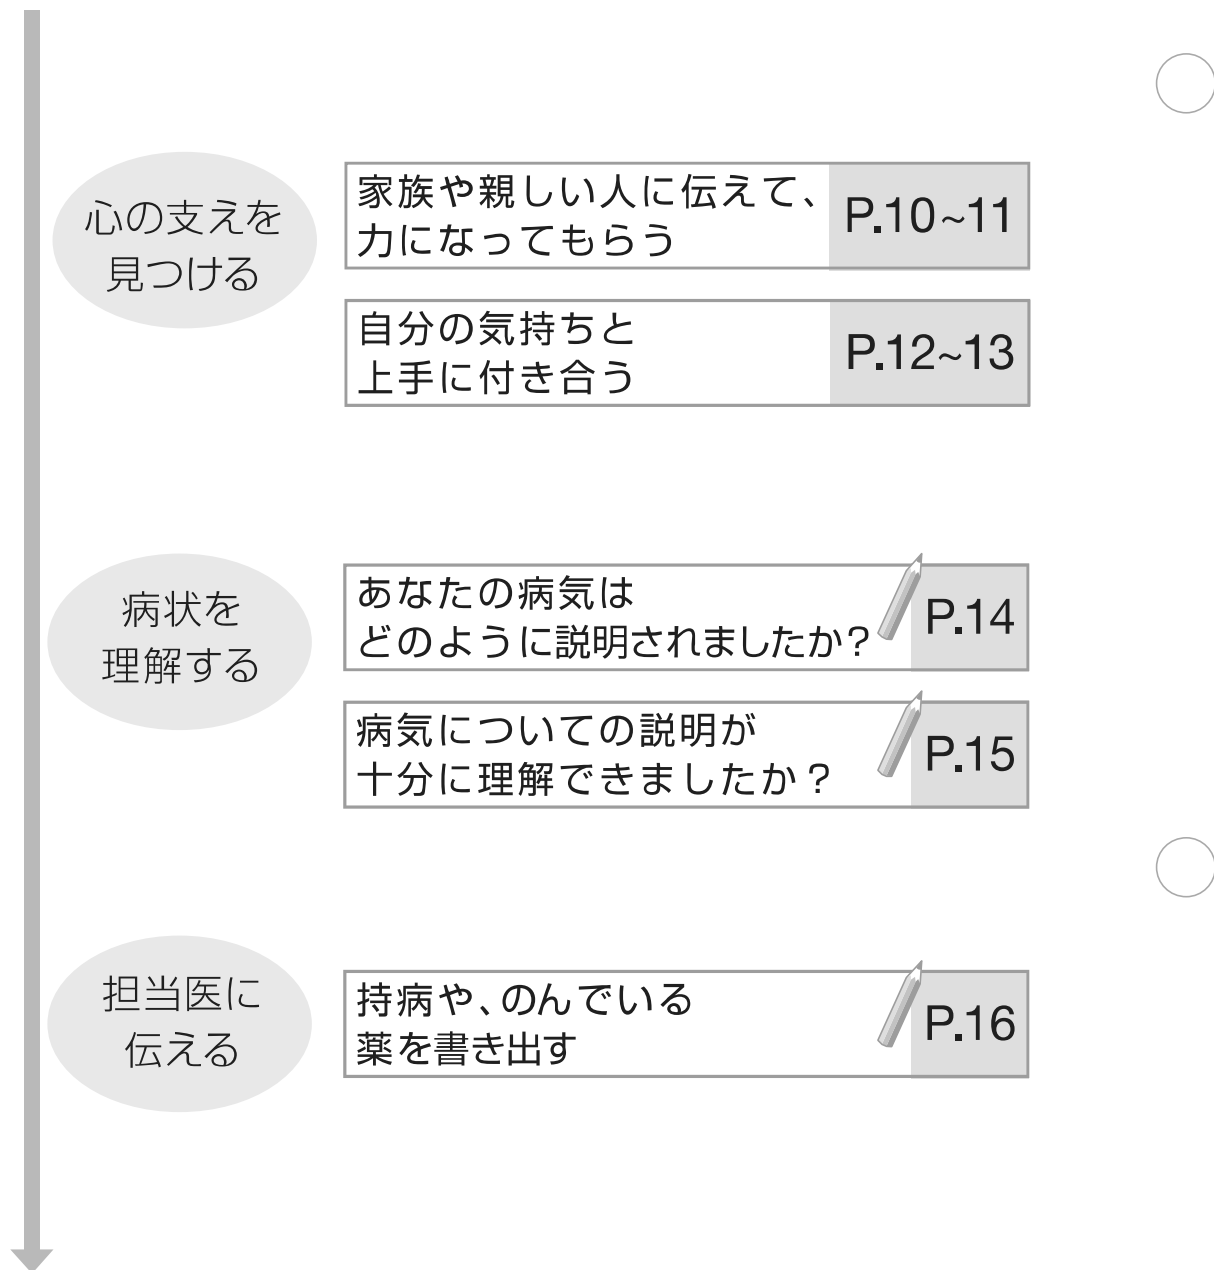 心の支えを
見つける
家族や親しい人に伝えて、
力になってもらう
P.10~11
自分の気持ちと
上手に付き合う
P.12~13
病状を
理解する
あなたの病気は
どのように説明されましたか?
P.14
病気についての説明が
十分に理解できましたか?
P.15
担当医に
伝える
持病や、のんでいる
薬を書き出す
P.16